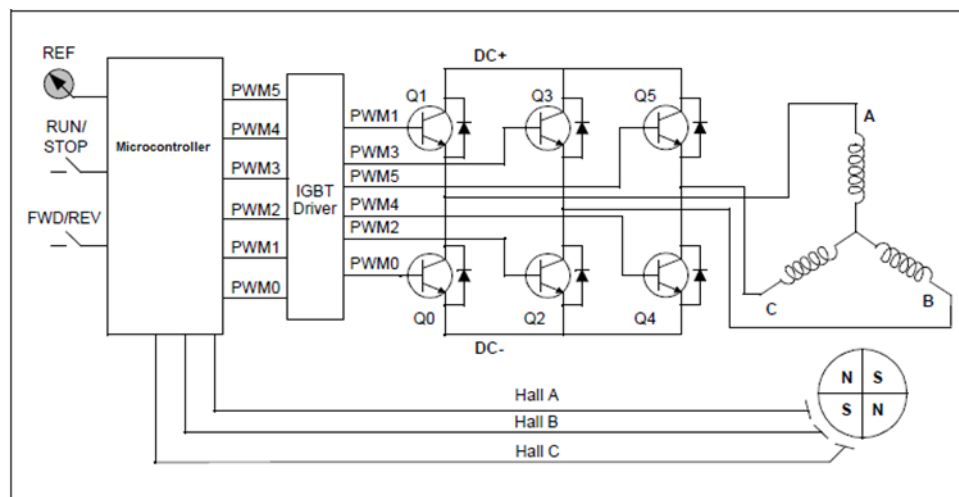 REF
RUN/
STOP
FWD/REV
Microcontroller
PWM5
PWM4
PWM3
PWM2
PWM1
PWM0
IGBT
Driver
PWM1
PWM3
PWM5
PWM4
PWM2
PWM0
DC+
Q1
Q3
Q5
Q0
Q2
Q4
DC-
A
C
B
N S
S N
Hall A
Hall B
Hall C